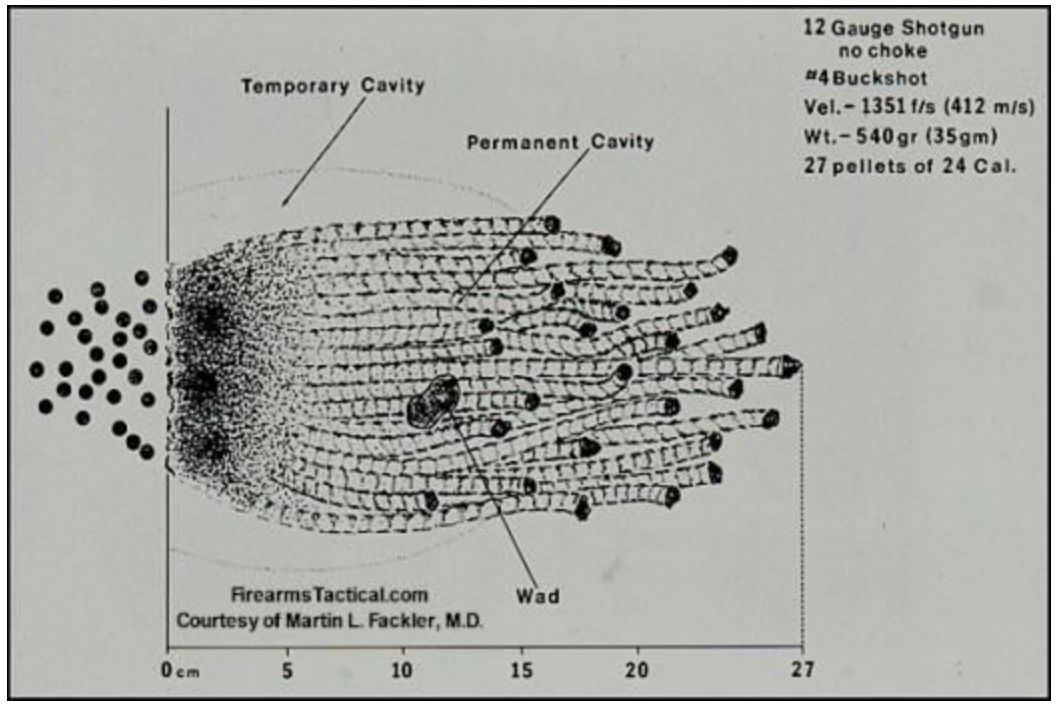 12 Gauge Shotgun
no choke
#4 Buckshot
Vel.- 1351 f/s (412 m/s)
Wt.- 540 gr (35gm)
27 pellets of 24 Cal.
Temporary Cavity
Permanent Cavity
Wad
FirearmsTactical.com
Courtesy of Martin L. Fackler, M.D.
0 cm 5 10 15 20 27